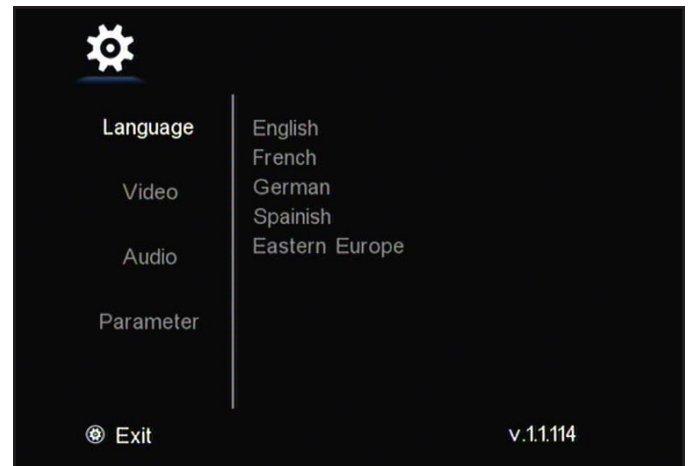 Language
Video
Audio
Parameter
English
French
German
Spainish
Eastern Europe
Exit
v.1.1.114